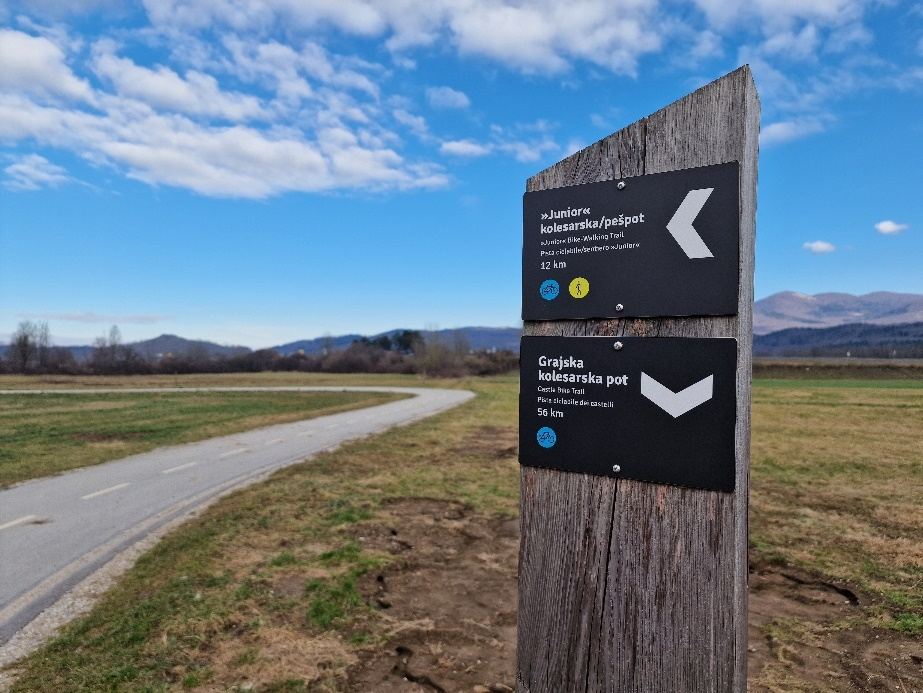 »Junior«
kolesarska/pešpot
»Junior« Bike-Walking Trail
Pista ciclabile/sentiero »Junior«
12 km
Grajska
kolesarska pot
Castle Bike Trail
Pista ciclabile dei castelli
56 km